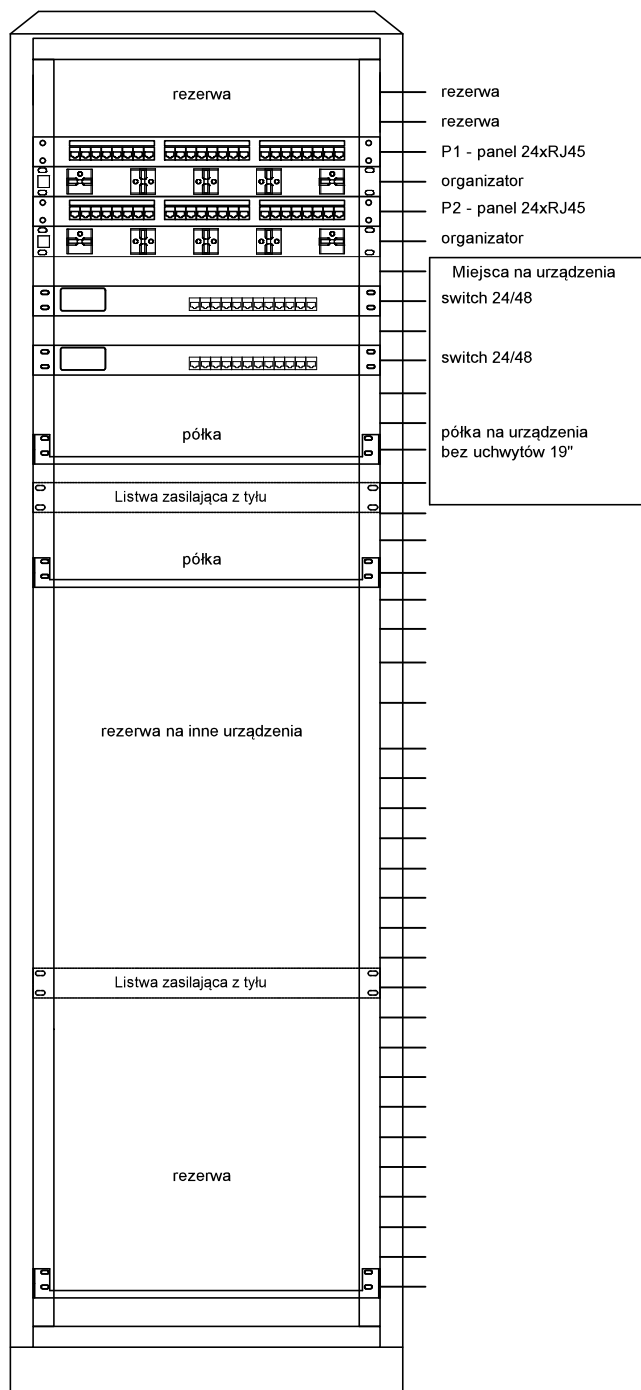 rezerwa
rezerwa
rezerwa
P1 - panel 24xRJ45
organizator
P2 - panel 24xRJ45
organizator
Miejsca na urządzenia
switch 24/48
switch 24/48
półka
półka na urządzenia
bez uchwytów 19"
Listwa zasilająca z tyłu
półka
rezerwa na inne urządzenia
Listwa zasilająca z tyłu
rezerwa